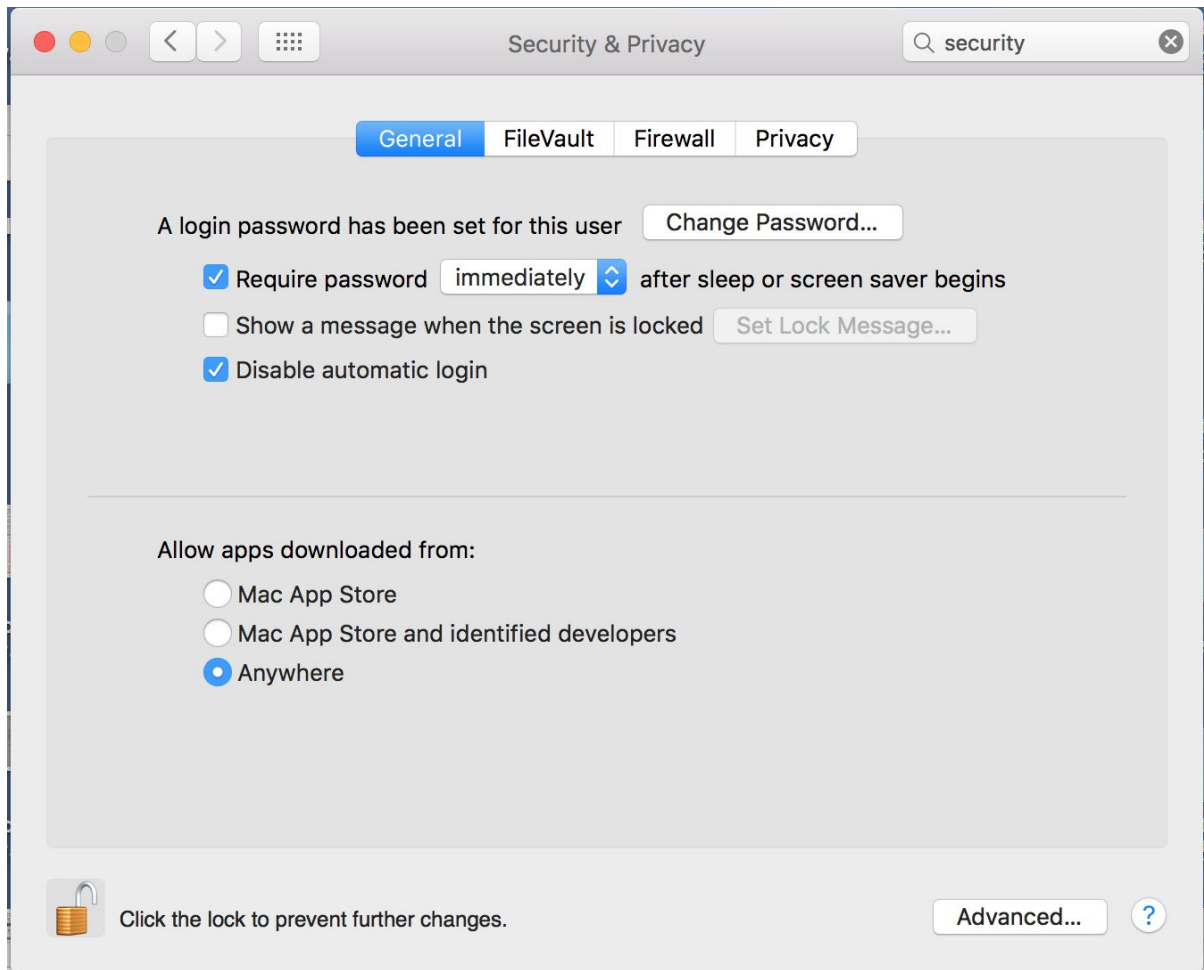 Security & Privacy
security
General FileVault Firewall Privacy
A login password has been set for this user Change Password...
Require password immediately after sleep or screen saver begins
Show a message when the screen is locked Set Lock Message...
Disable automatic login
Allow apps downloaded from:
Mac App Store
Mac App Store and identified developers
Anywhere
Click the lock to prevent further changes.
Advanced... ?